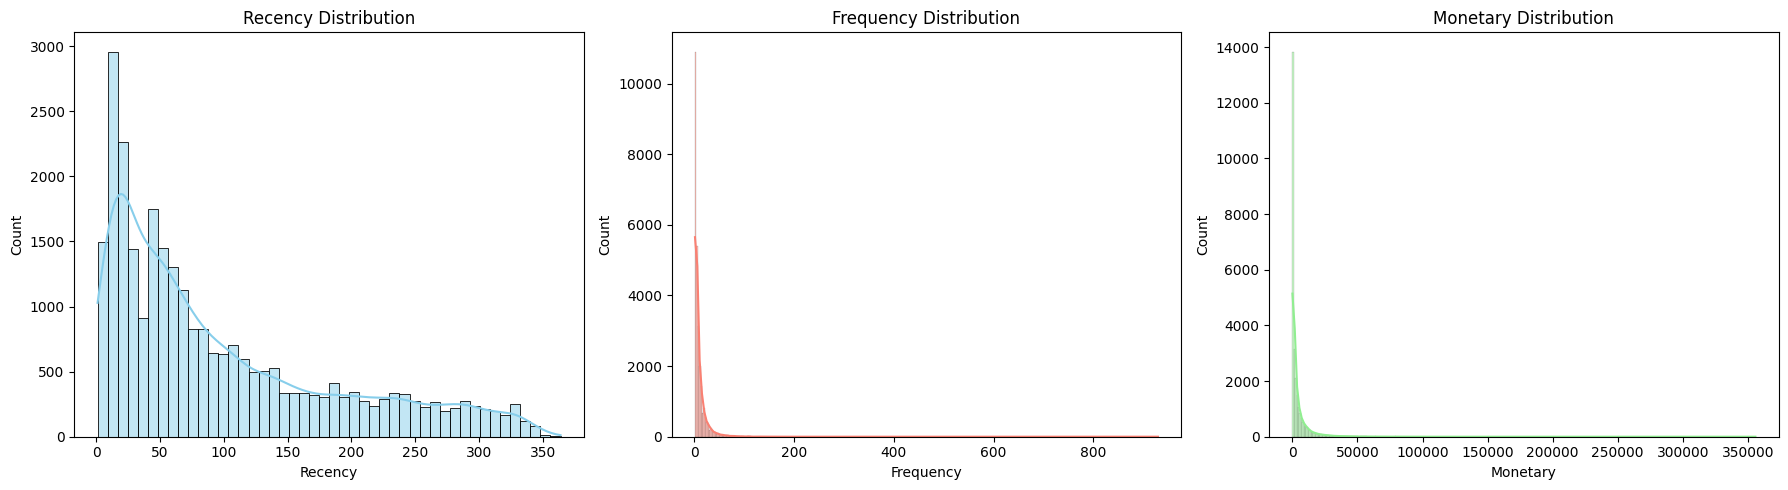 Recency Distribution
3000
2500
2000
1500
1000
500
0
Count
0 50 100 150 200 250 300 350
Recency
Frequency Distribution
10000
8000
6000
4000
2000
0
Count
0 200 400 600 800
Frequency
Monetary Distribution
14000
12000
10000
8000
6000
4000
2000
0
Count
0 50000 100000 150000 200000 250000 300000 350000
Monetary